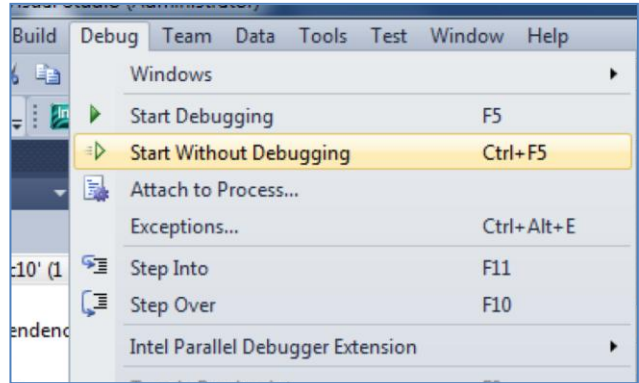 Build Debug Team Data Tools Test Window Help
Windows
Start Debugging F5
Start Without Debugging Ctrl+F5
Attach to Process...
Exceptions... Ctrl+Alt+E
:10' (1
Step Into F11
Step Over F10
endenc
Intel Parallel Debugger Extension